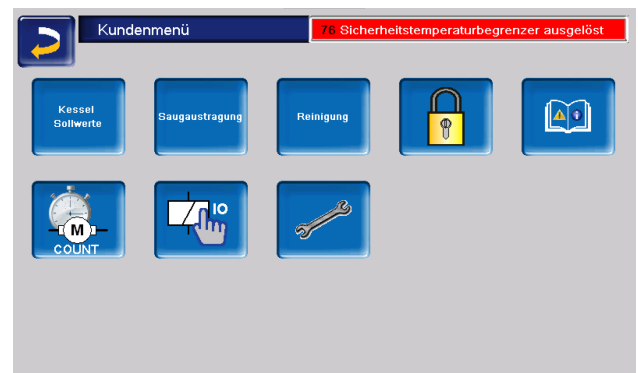 Kundenmenü
76 Sicherheitstemperaturbegrenzer ausgelöst
Kessel
Sollwerte
Saugaustragung
Reinigung
M
COUNT
IO